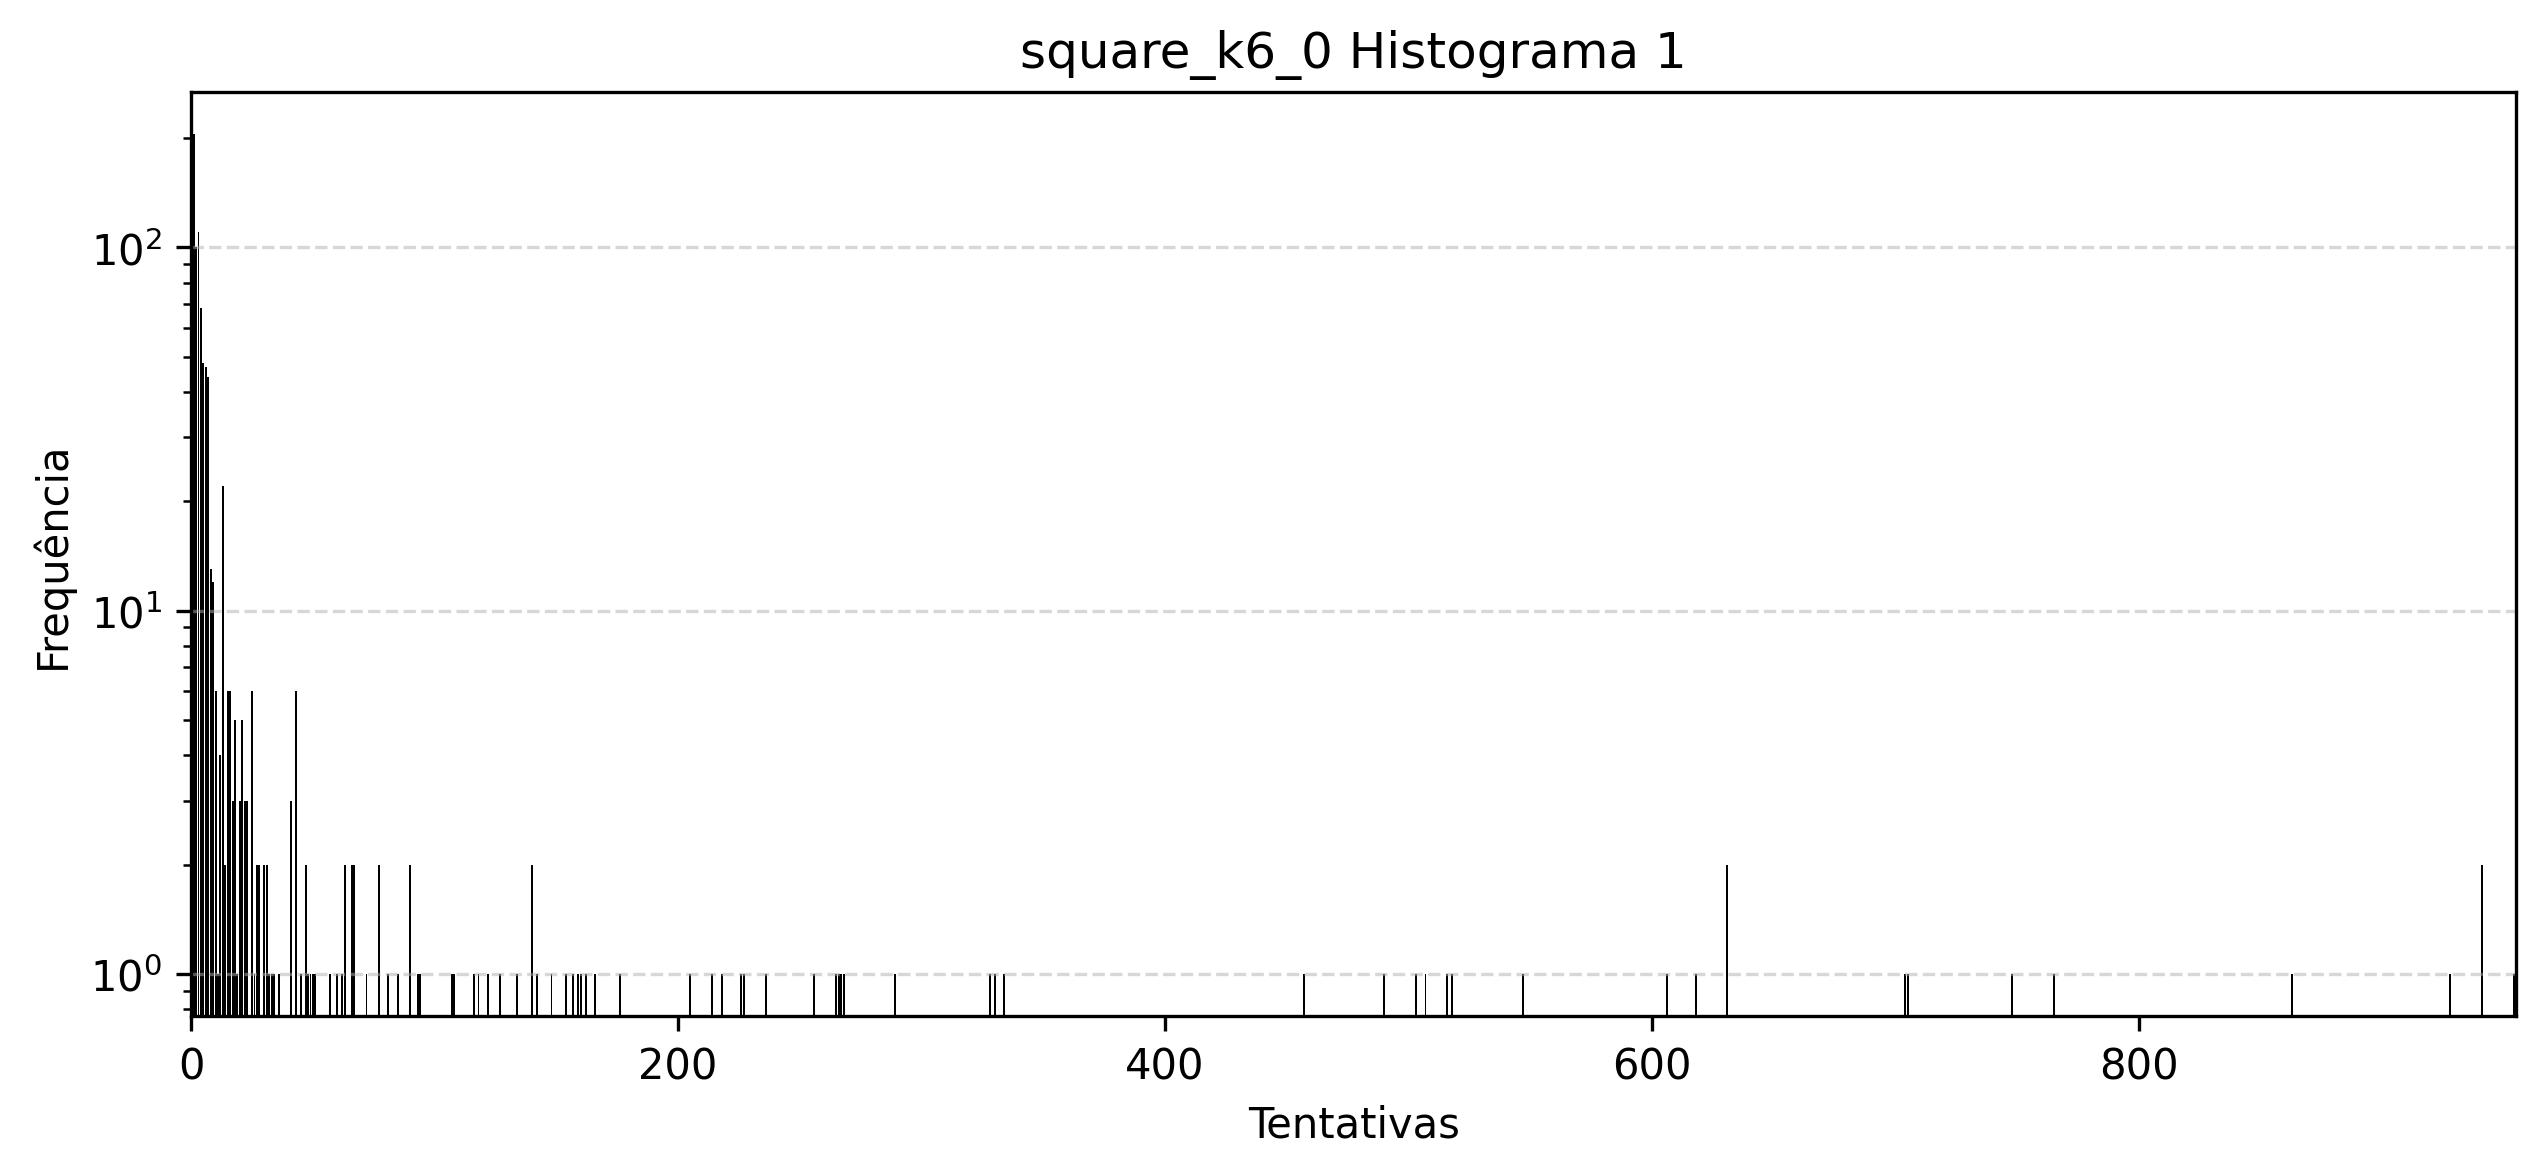 square_k6_0 Histograma 1
Frequência
10²
10¹
10⁰
0 200 400 600 800
Tentativas